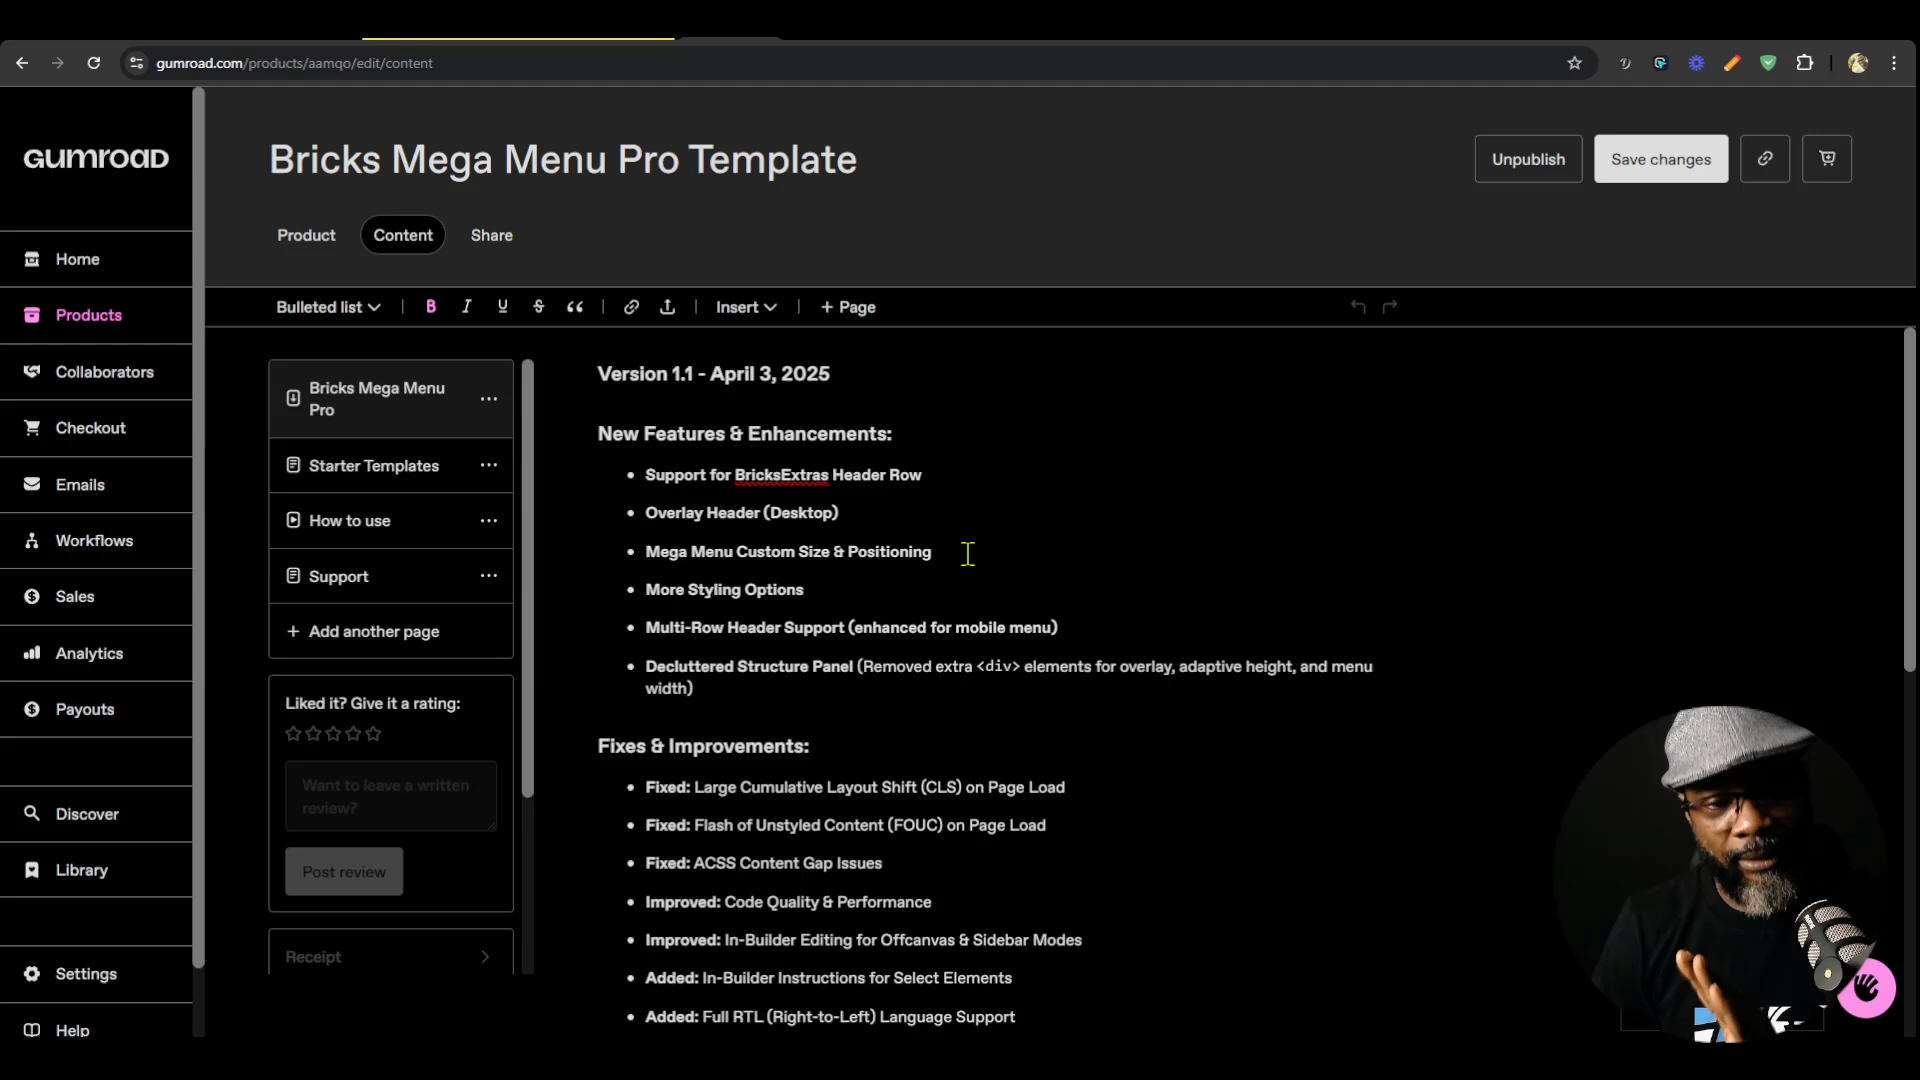 gumroad.com/products/aamqo/edit/content
GUMROAD
Bricks Mega Menu Pro Template
Unpublish
Save changes
Product
Content
Share
Home
Products
Collaborators
Checkout
Emails
Workflows
Sales
Analytics
Payouts
Discover
Library
Settings
Help
Bulleted list
B
I
U
S
Insert
+ Page
Bricks Mega Menu
Pro
Starter Templates
How to use
Support
+ Add another page
Liked it? Give it a rating:
Want to leave a written
review?
Post review
Receipt
Version 1.1 - April 3, 2025
New Features & Enhancements:
• Support for BricksExtras Header Row
• Overlay Header (Desktop)
• Mega Menu Custom Size & Positioning
• More Styling Options
• Multi-Row Header Support (enhanced for mobile menu)
• Decluttered Structure Panel (Removed extra <div> elements for overlay, adaptive height, and menu
width)
Fixes & Improvements:
• Fixed: Large Cumulative Layout Shift (CLS) on Page Load
• Fixed: Flash of Unstyled Content (FOUC) on Page Load
• Fixed: ACSS Content Gap Issues
• Improved: Code Quality & Performance
• Improved: In-Builder Editing for Offcanvas & Sidebar Modes
• Added: In-Builder Instructions for Select Elements
• Added: Full RTL (Right-to-Left) Language Support